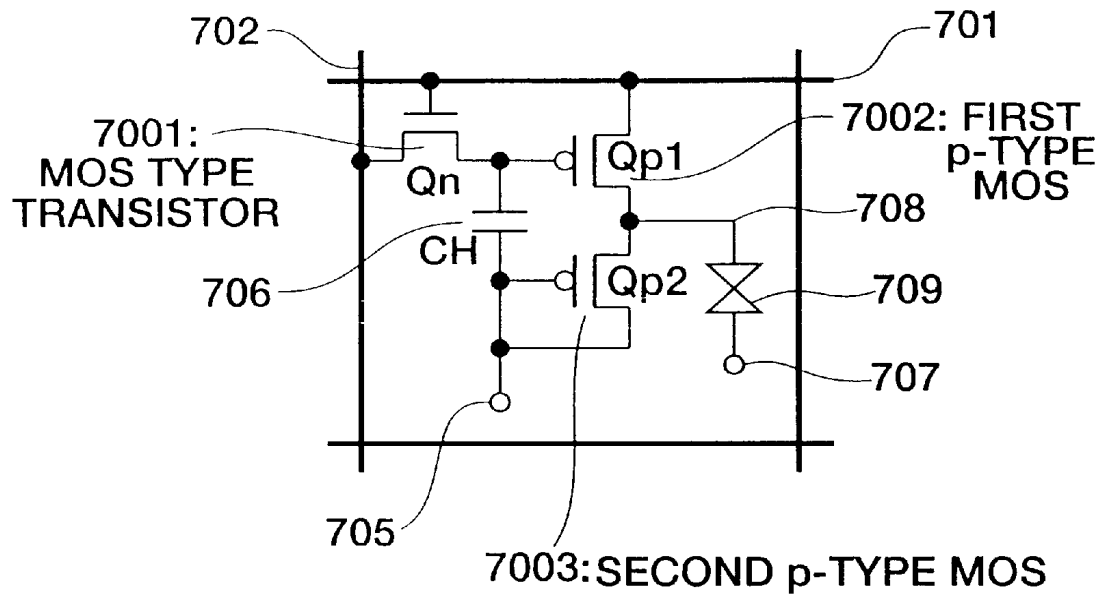 702
701
7001:
MOS TYPE
TRANSISTOR
Qn
Qp1
7002: FIRST
p-TYPE
MOS
708
CH
706
Qp2
709
707
705
7003:SECOND p-TYPE MOS